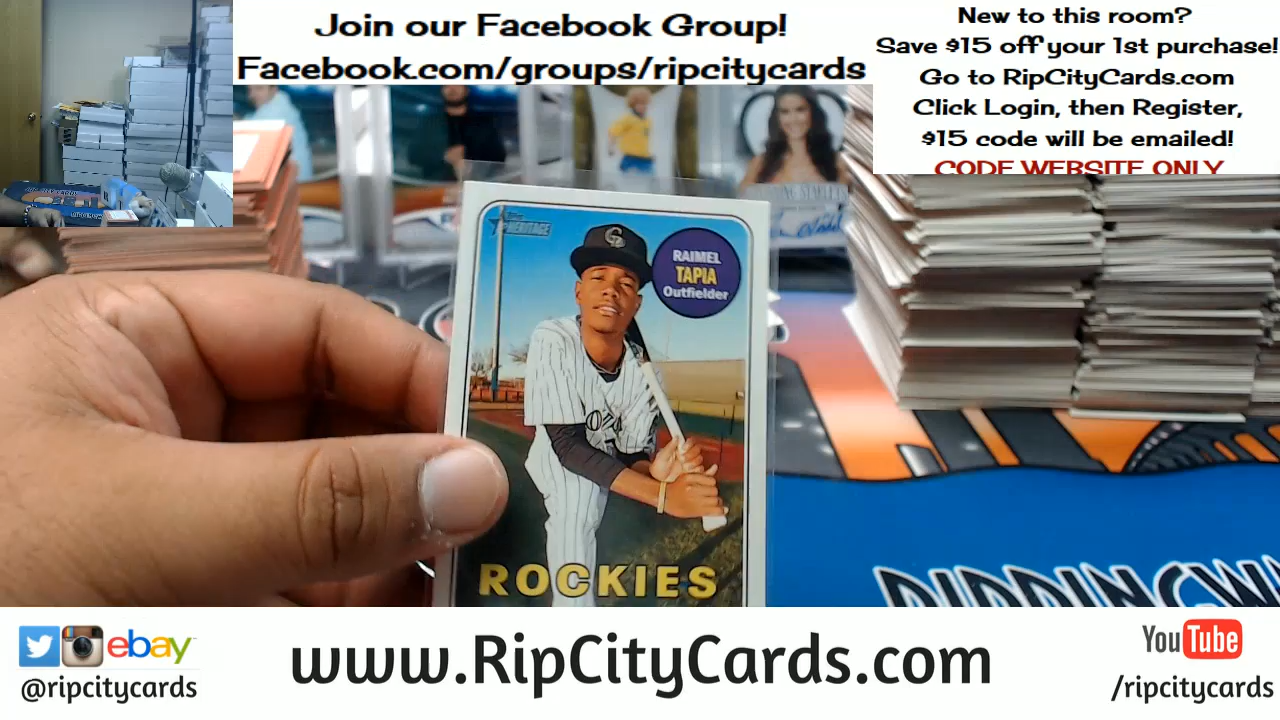 Join our Facebook Group!
Facebook.com/groups/ripcitycards
New to this room?
Save $15 off your 1st purchase!
Go to RipCityCards.com
Click Login, then Register,
$15 code will be emailed!
CODE WEBSITE ONLY
Topps
HERITAGE
RAIMEL
TAPIA
Outfielder
ROCKIES
ebay
@ripcitycards
www.RipCityCards.com
YouTube
/ripcitycards